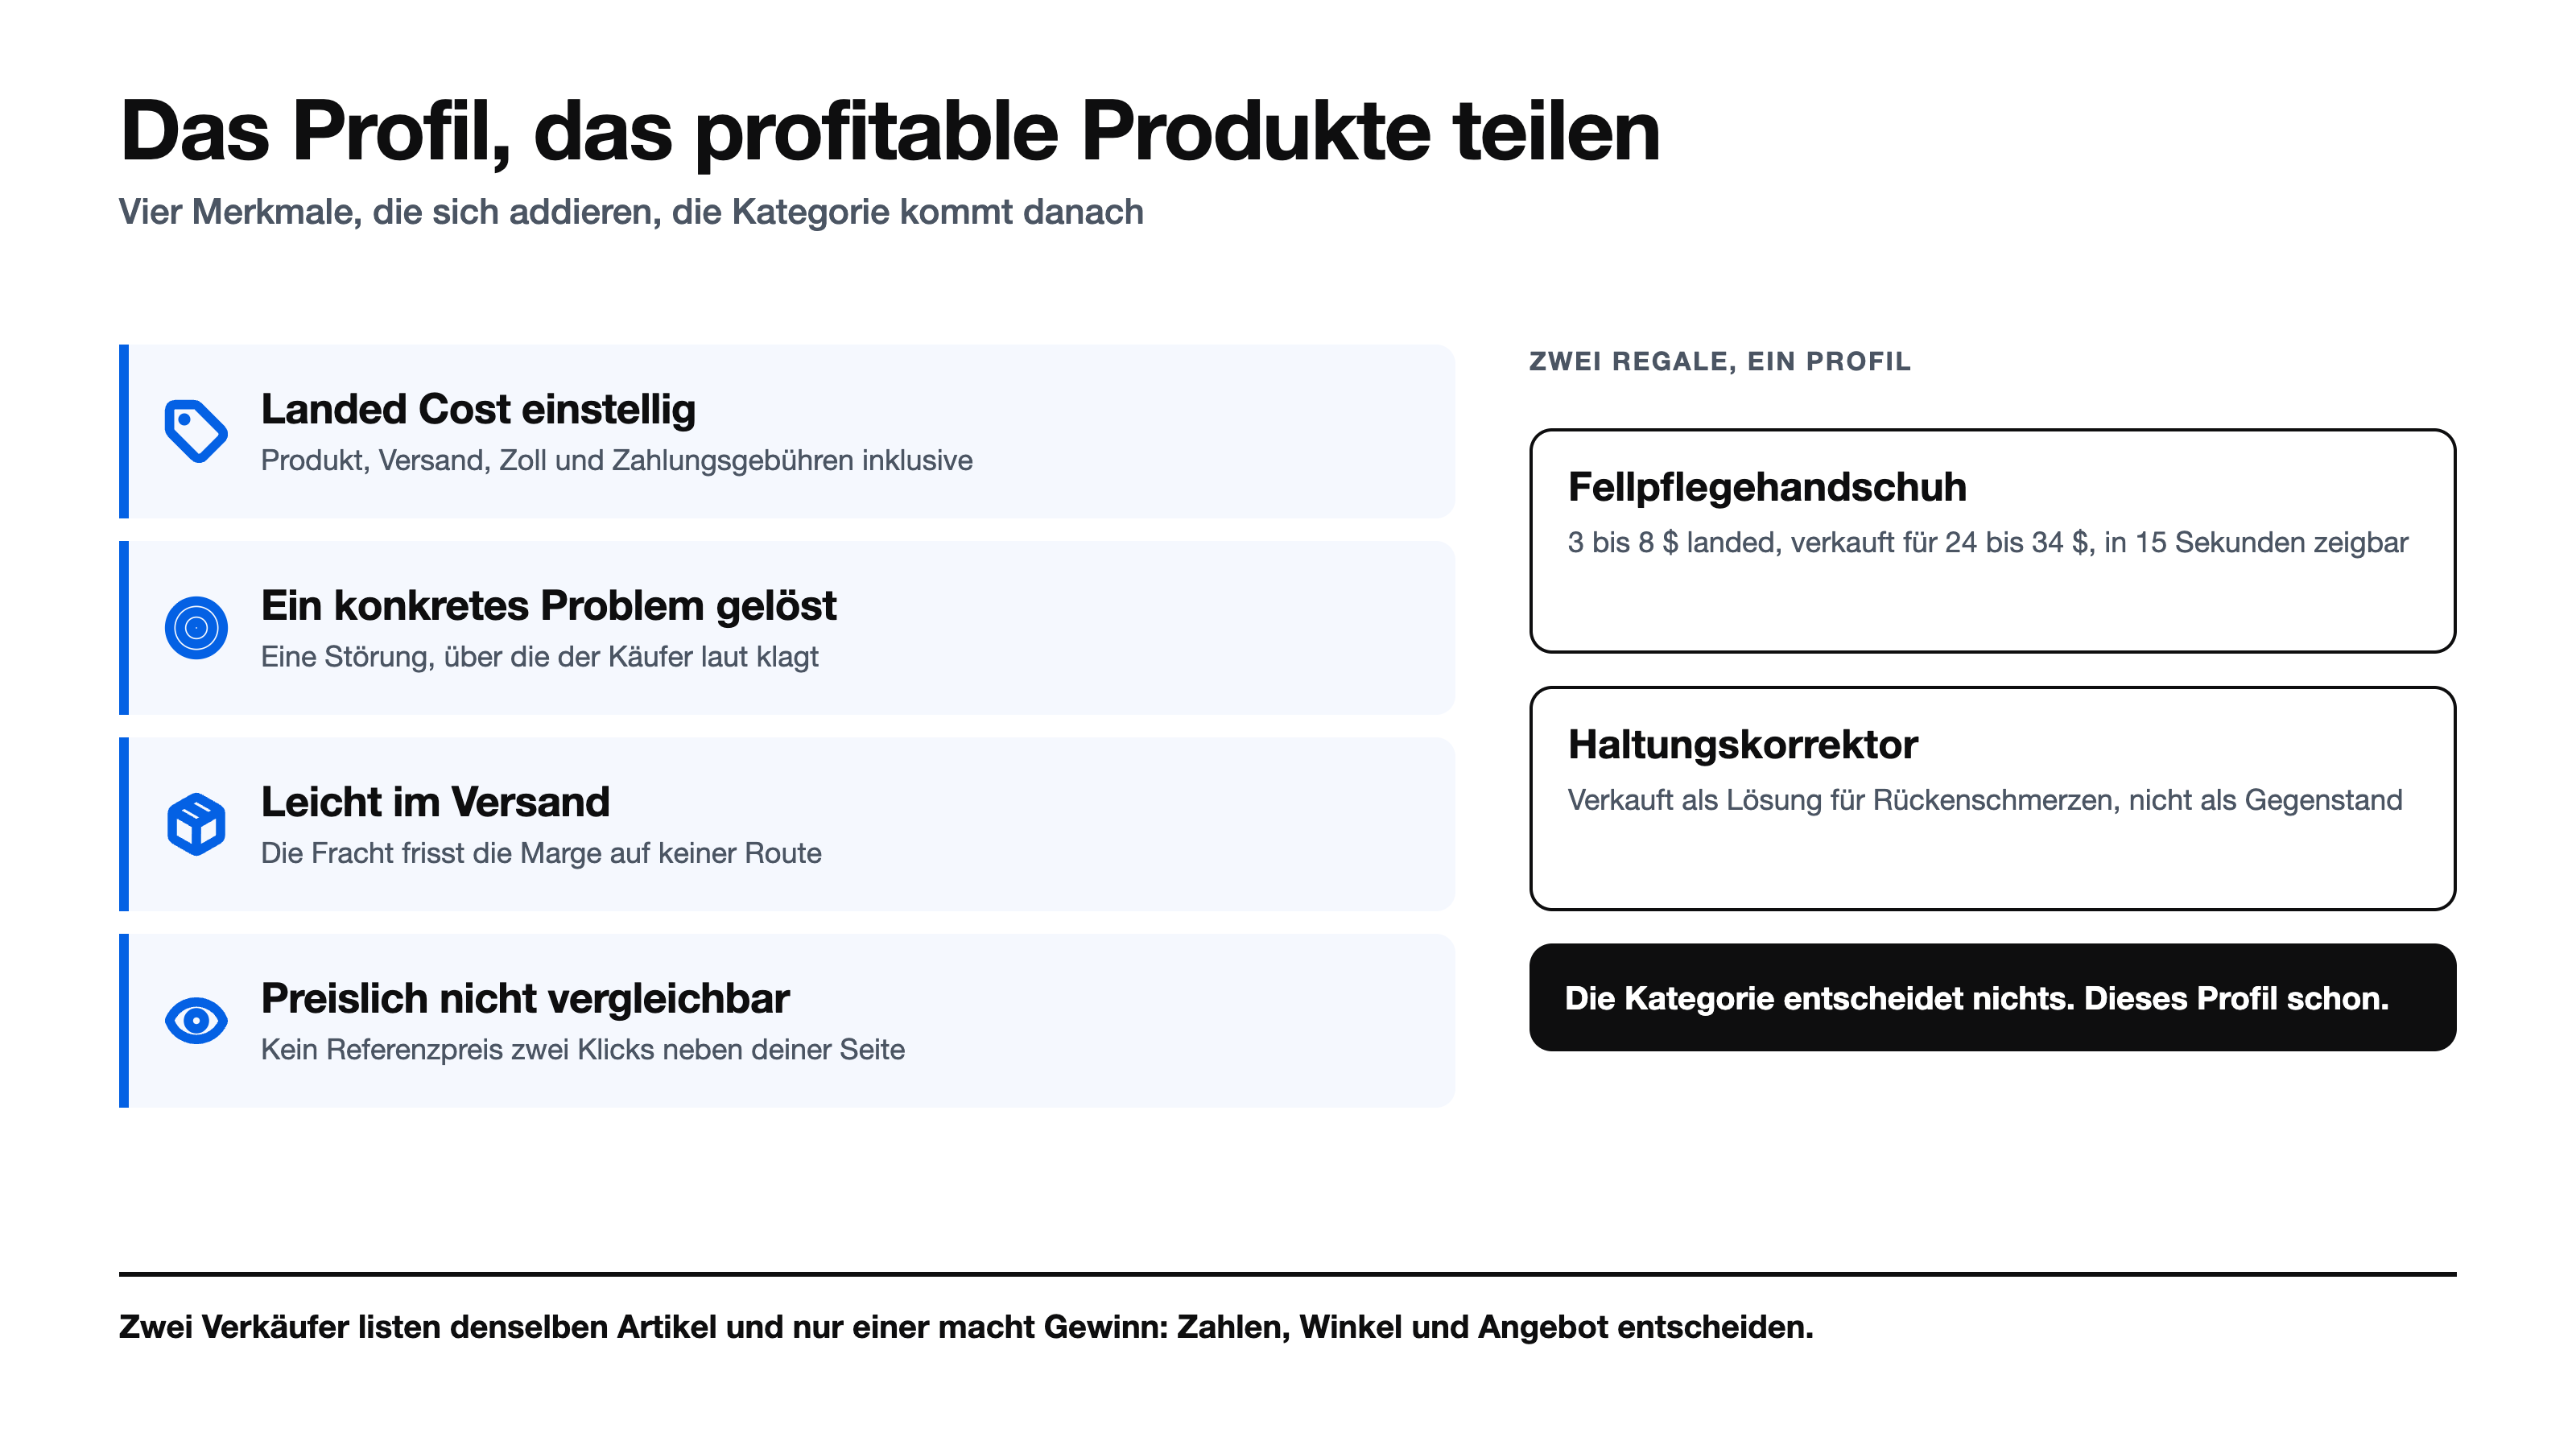 Das Profil, das profitable Produkte teilen
Vier Merkmale, die sich addieren, die Kategorie kommt danach
Landed Cost einstellig
Produkt, Versand, Zoll und Zahlungsgebühren inklusive
Ein konkretes Problem gelöst
Eine Störung, über die der Käufer laut klagt
Leicht im Versand
Die Fracht frisst die Marge auf keiner Route
Preislich nicht vergleichbar
Kein Referenzpreis zwei Klicks neben deiner Seite
ZWEI REGALE, EIN PROFIL
Fellpflegehandschuh
3 bis 8 $ landed, verkauft für 24 bis 34 $, in 15 Sekunden zeigbar
Haltungskorrektor
Verkauft als Lösung für Rückenschmerzen, nicht als Gegenstand
Die Kategorie entscheidet nichts. Dieses Profil schon.
Zwei Verkäufer listen denselben Artikel und nur einer macht Gewinn: Zahlen, Winkel und Angebot entscheiden.